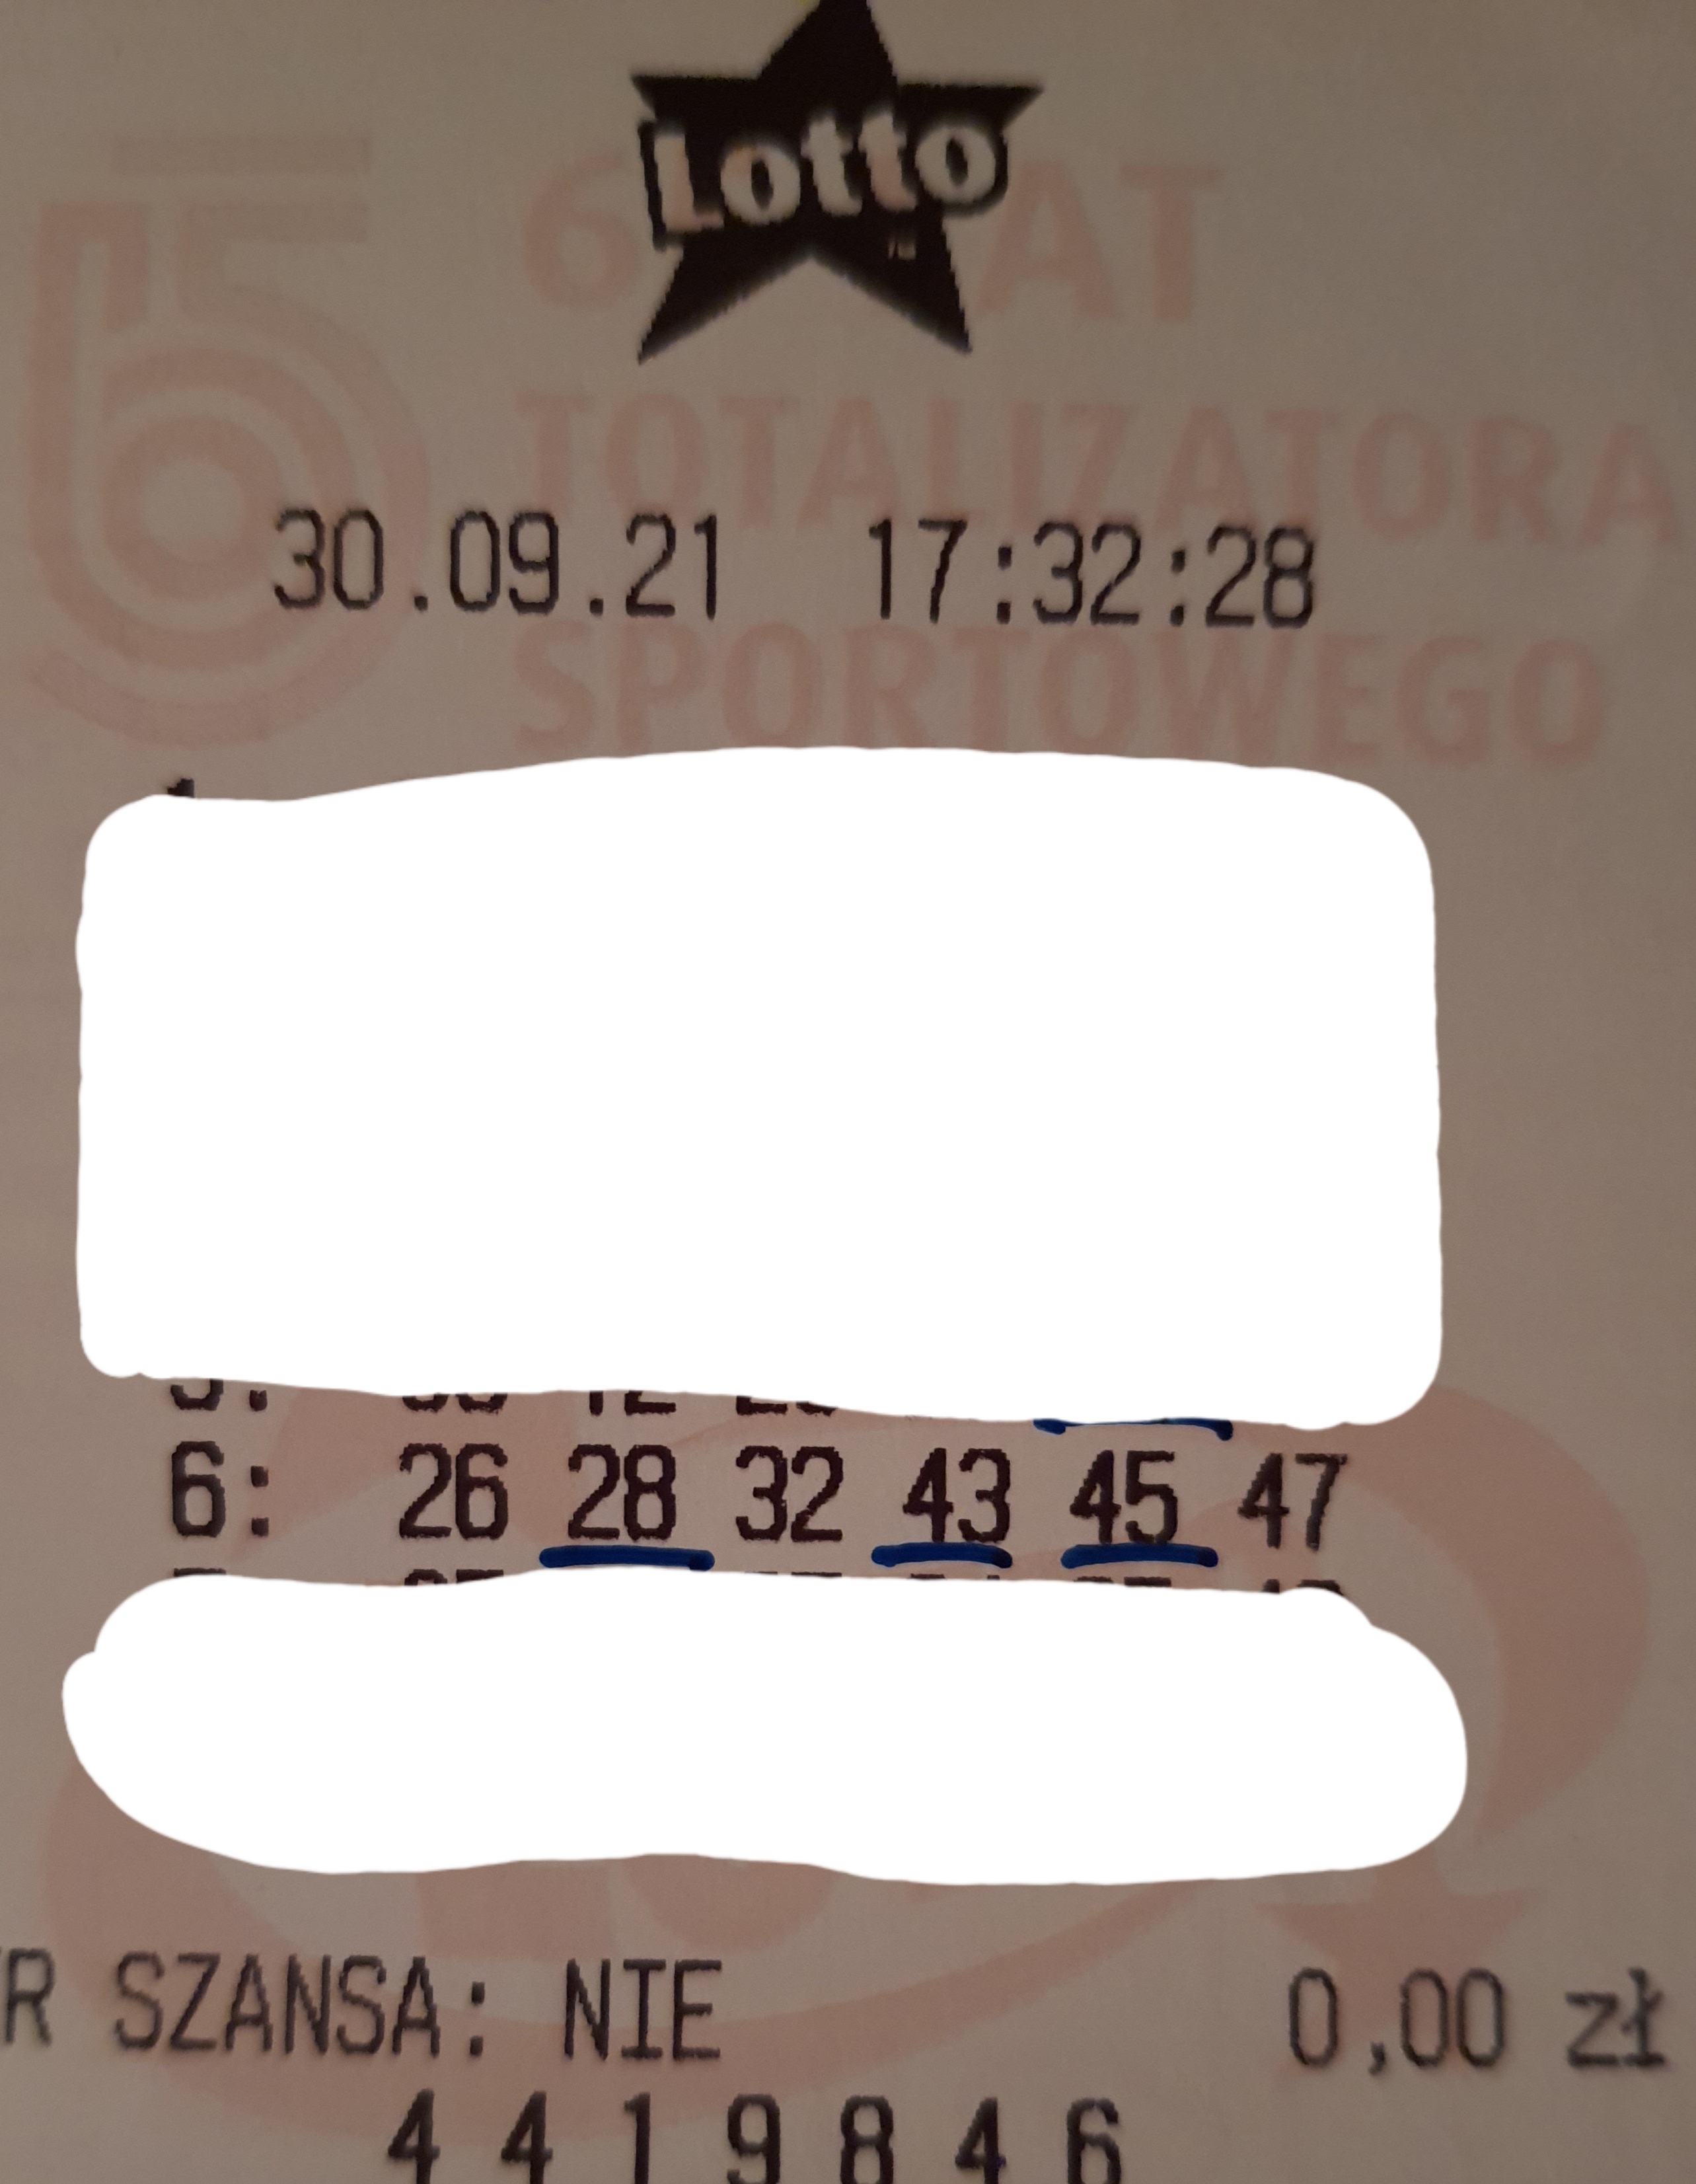 Lotto
6 LAT
TOTALIZATORA
30.09.21 17:32:28
SPORTOWEGO
6: 26 28 32 43 45 47
SZANSA: NIE 0,00 zł
4 4 1 9 8 4 6